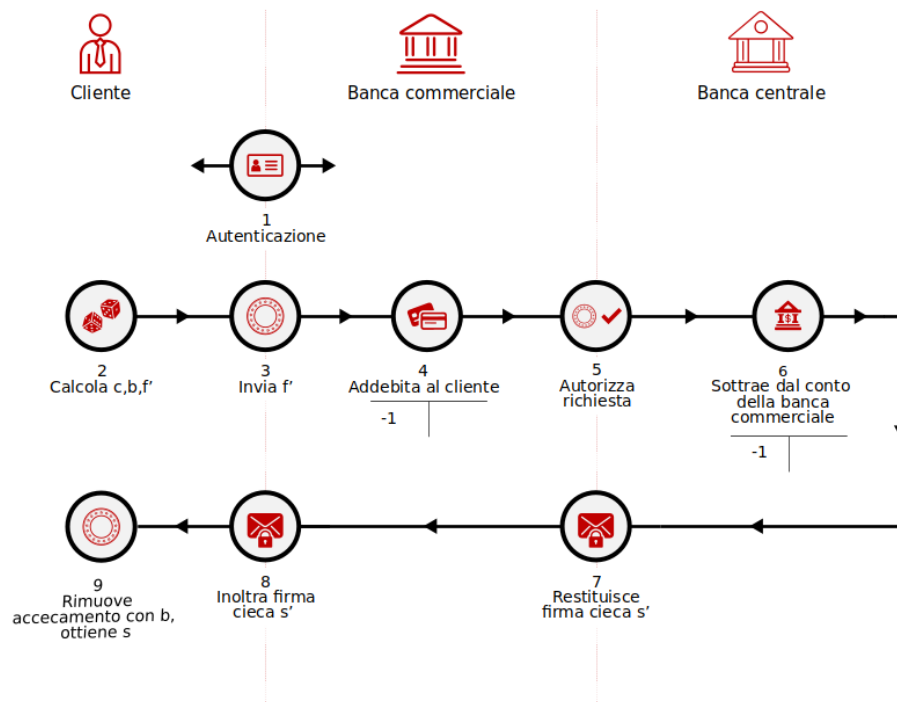 Cliente
Banca commerciale
Banca centrale
1
Autenticazione
2
Calcola c,b,f’
3
Invia f’
4
Addebita al cliente
-1
5
Autorizza
richiesta
6
Sottrae dal conto
della banca
commerciale
-1
9
Rimuove
accecamento con b,
ottiene s
8
Inoltra firma
cieca s’
7
Restituisce
firma cieca s’